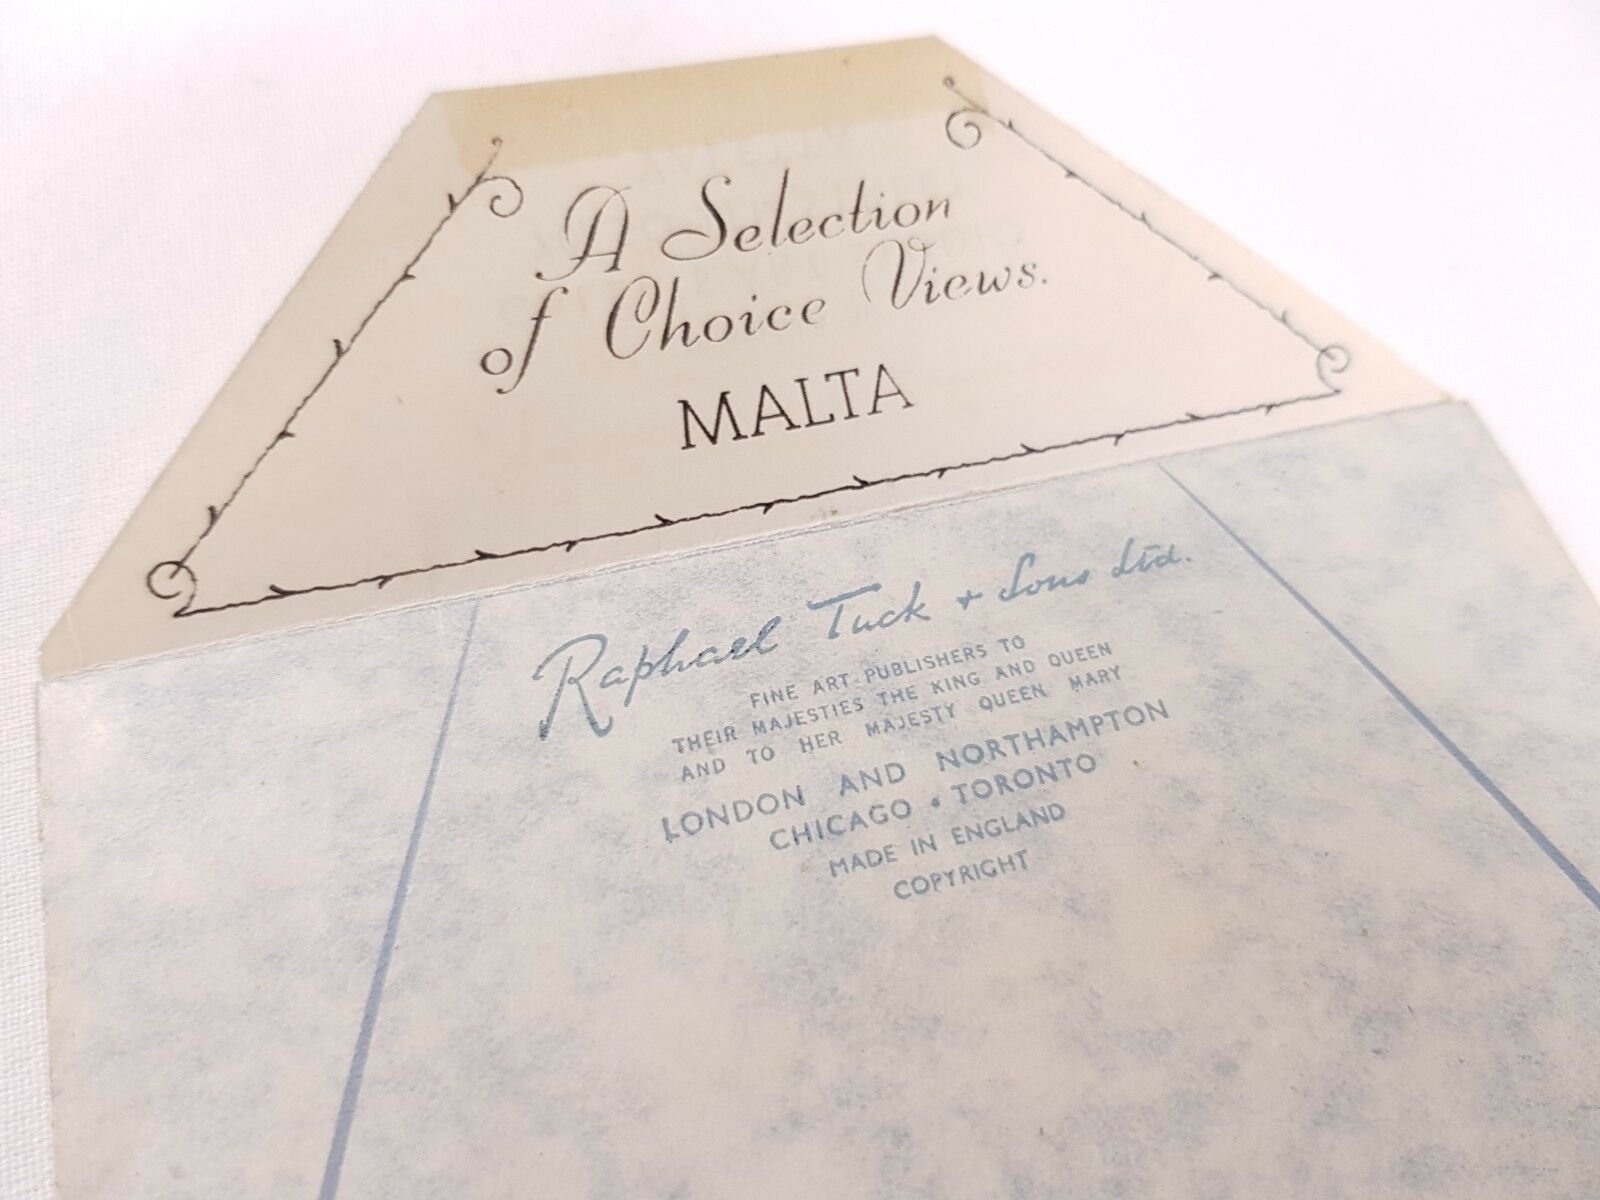 A Selection
of Choice Views.
MALTA
Raphael Tuck & Sons Ltd.
FINE ART PUBLISHERS TO
THEIR MAJESTIES THE KING AND QUEEN
AND TO HER MAJESTY QUEEN MARY
LONDON AND NORTHAMPTON
CHICAGO • TORONTO
MADE IN ENGLAND
COPYRIGHT